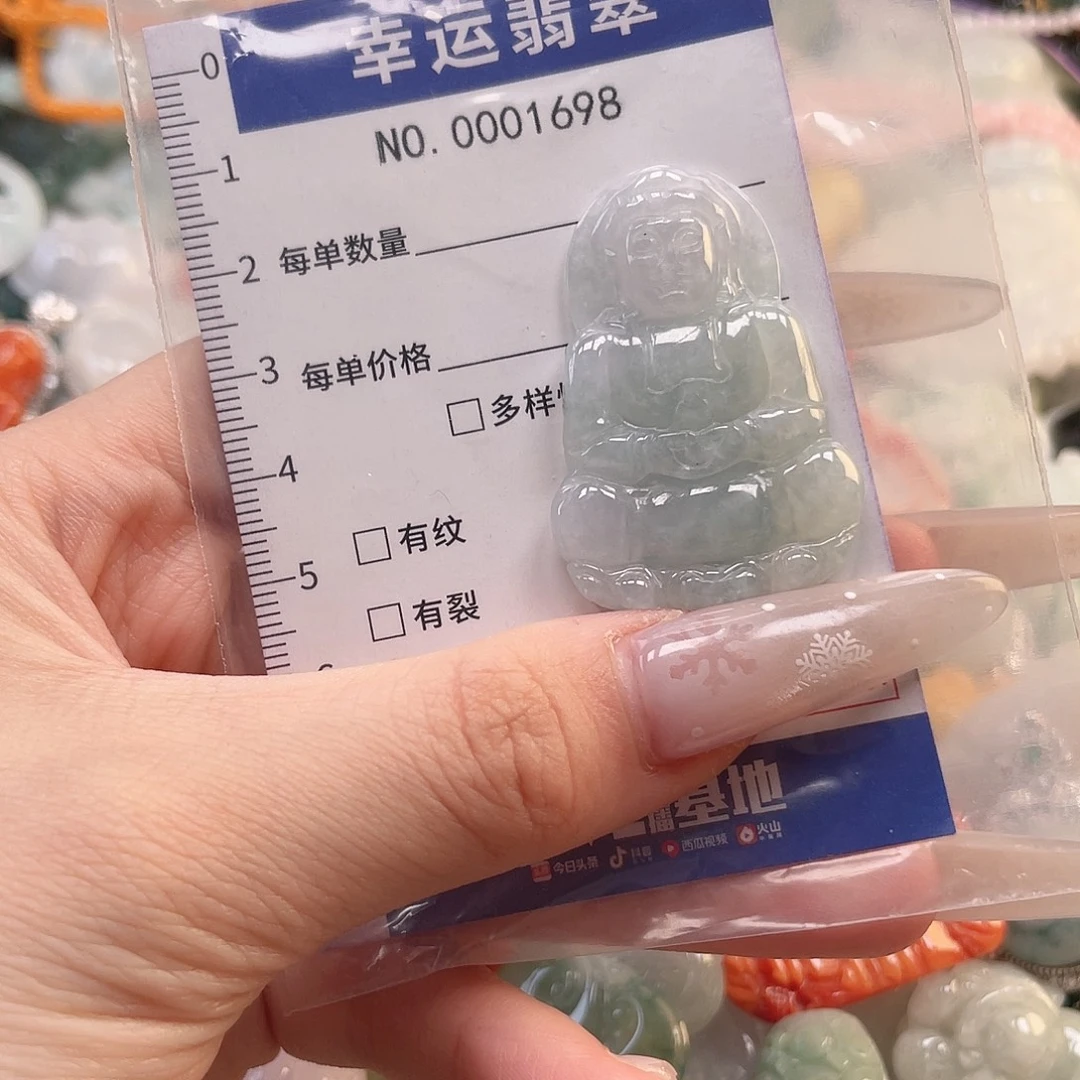 幸运翡翠
NO. 0001698
0
1
2
3
4
5
每单数量
每单价格
多样
有纹
有裂
播基地
今日头条 抖音 西瓜视频 火山